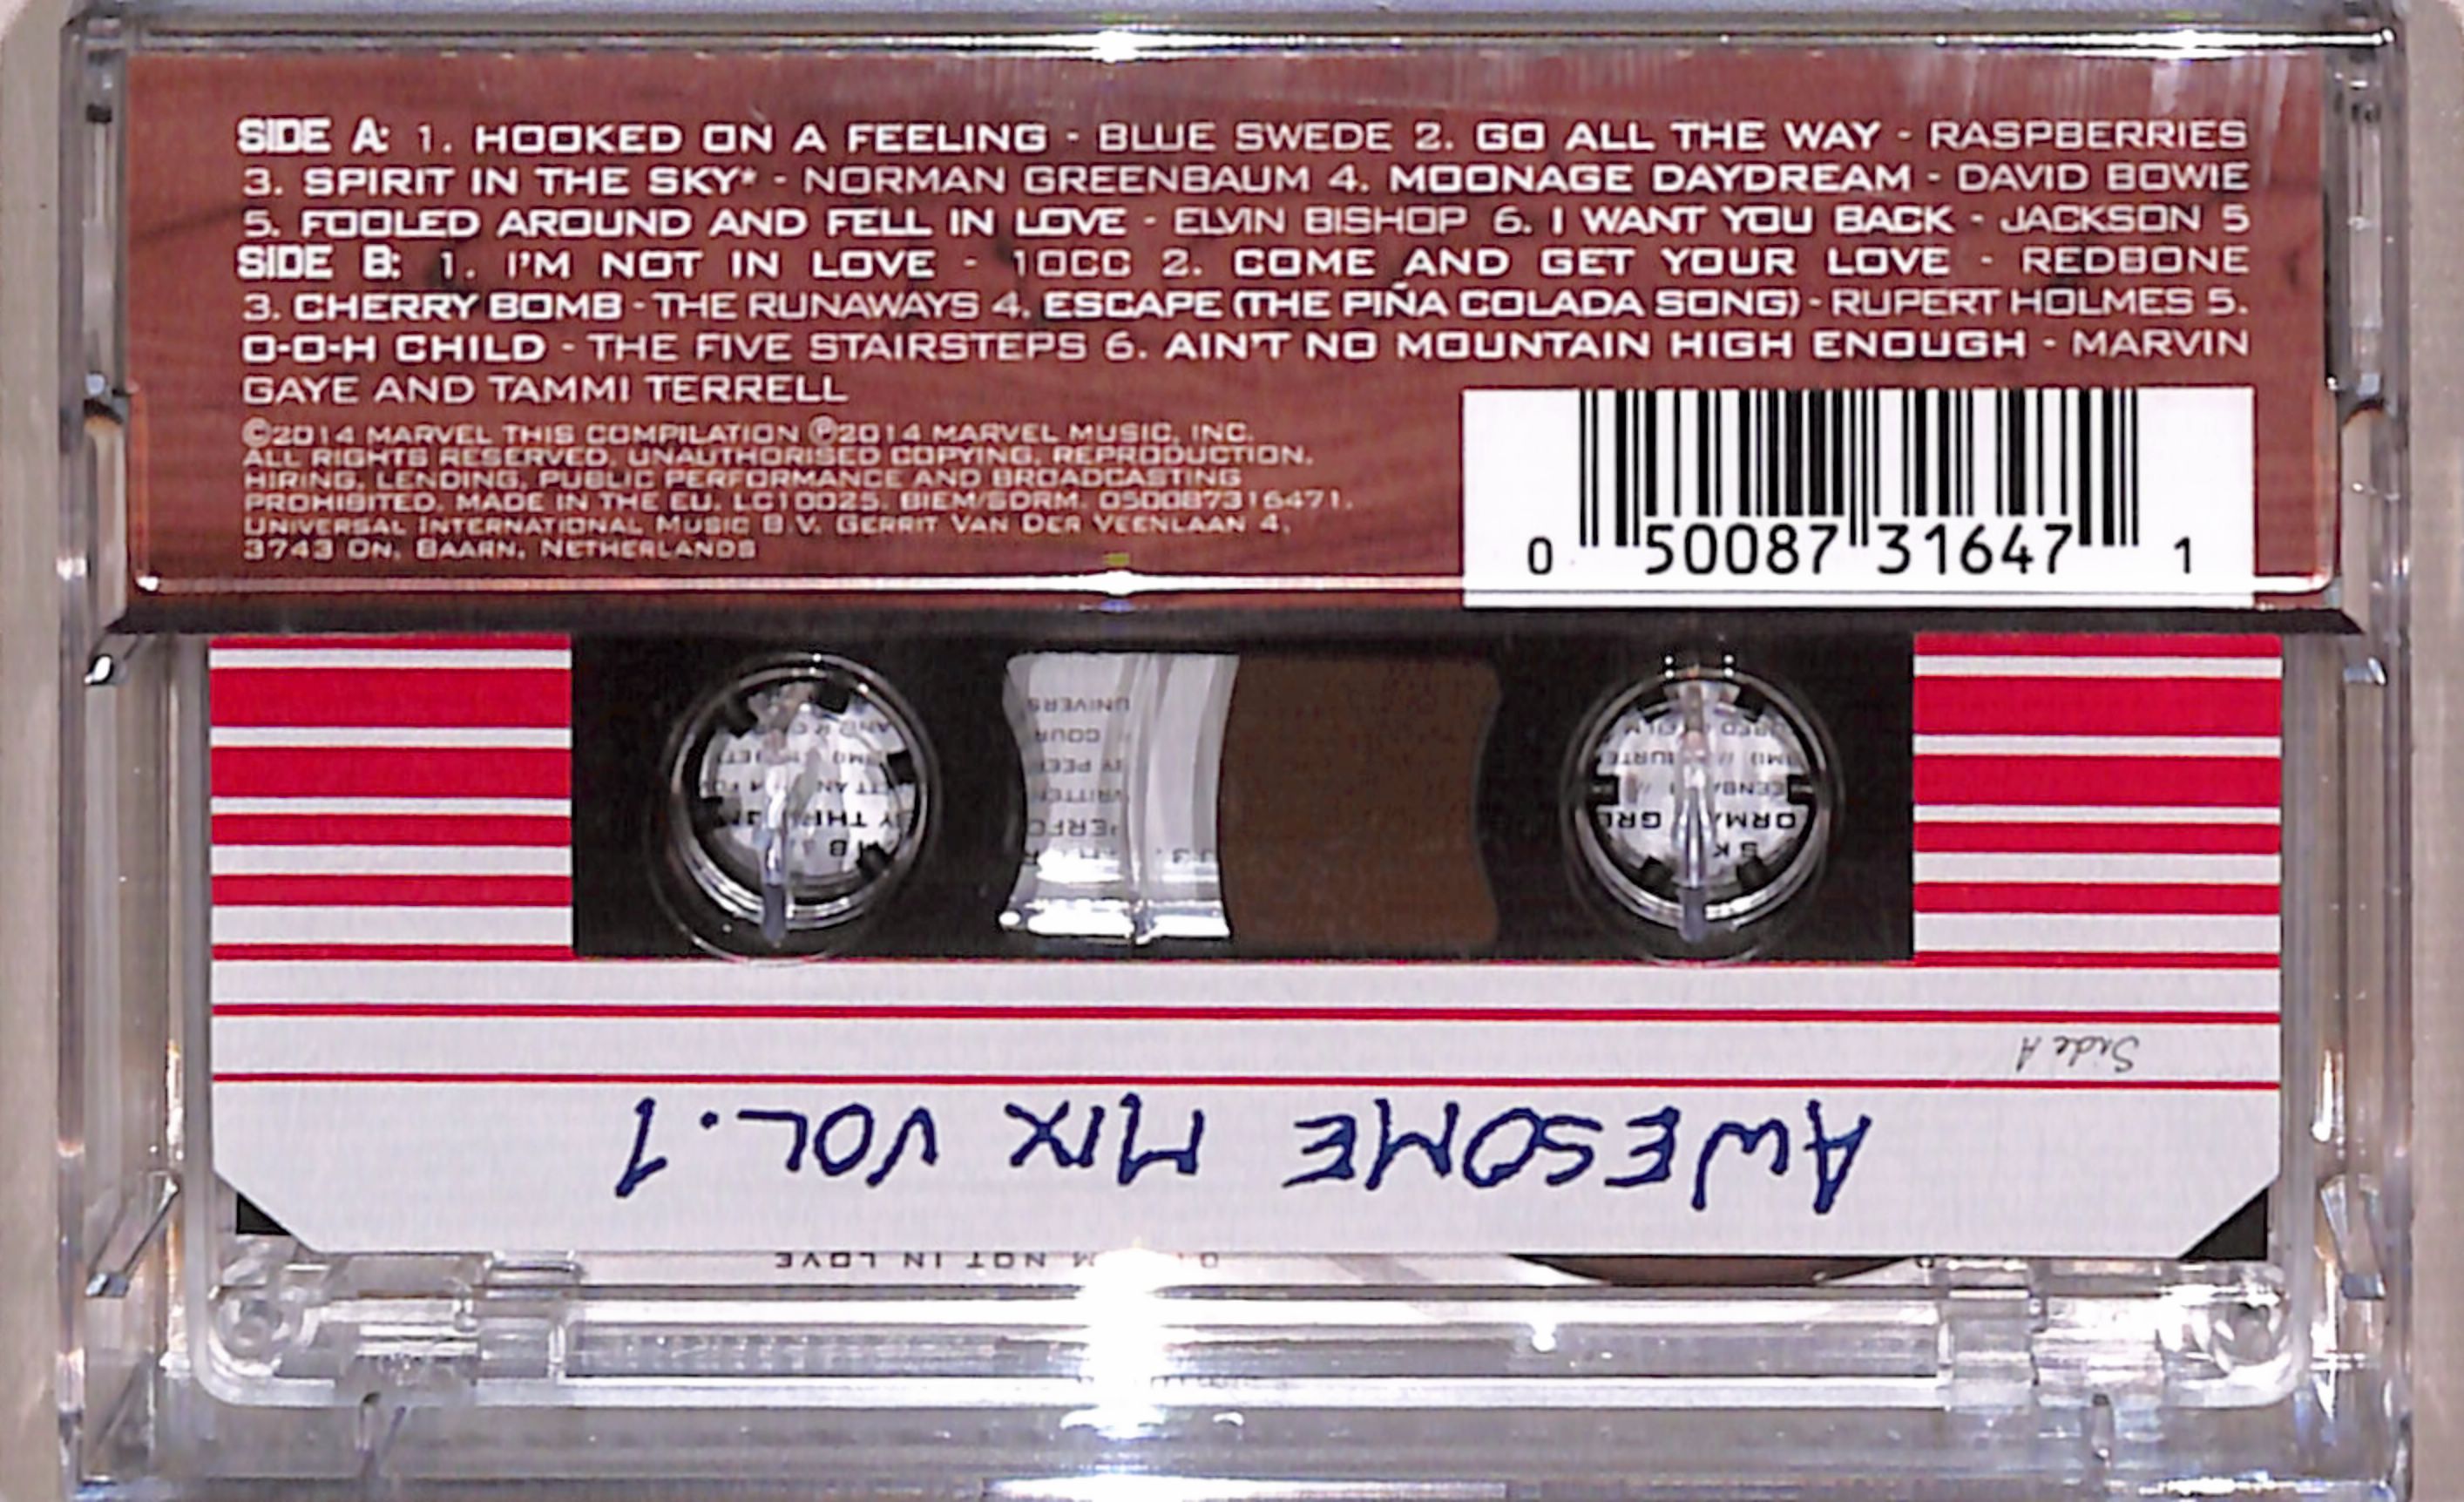 SIDE A: 1. HOOKED ON A FEELING - BLUE SWEDE 2. GO ALL THE WAY - RASPBERRIES
3. SPIRIT IN THE SKY* - NORMAN GREENBAUM 4. MOONAGE DAYDREAM - DAVID BOWIE
5. FOOLED AROUND AND FELL IN LOVE - ELVIN BISHOP 6. I WANT YOU BACK - JACKSON 5
SIDE B: 1. I'M NOT IN LOVE - 10CC 2. COME AND GET YOUR LOVE - REDBONE
3. CHERRY BOMB - THE RUNAWAYS 4. ESCAPE (THE PIÑA COLADA SONG) - RUPERT HOLMES 5.
O-O-H CHILD - THE FIVE STAIRSTEPS 6. AIN'T NO MOUNTAIN HIGH ENOUGH - MARVIN
GAYE AND TAMMI TERRELL
©2014 MARVEL THIS COMPILATION ℗2014 MARVEL MUSIC, INC.
ALL RIGHTS RESERVED. UNAUTHORISED COPYING, REPRODUCTION,
HIRING, LENDING, PUBLIC PERFORMANCE AND BROADCASTING
PROHIBITED. MADE IN THE EU. LC10025. BIEM/SDRM. 050087316471.
UNIVERSAL INTERNATIONAL MUSIC B.V. GERRIT VAN DER VEENLAAN 4,
3743 DN, BAARN, NETHERLANDS
0 50087 31647 1
Side A
AWESOME MIX VOL. 1
NOT IN LOVE